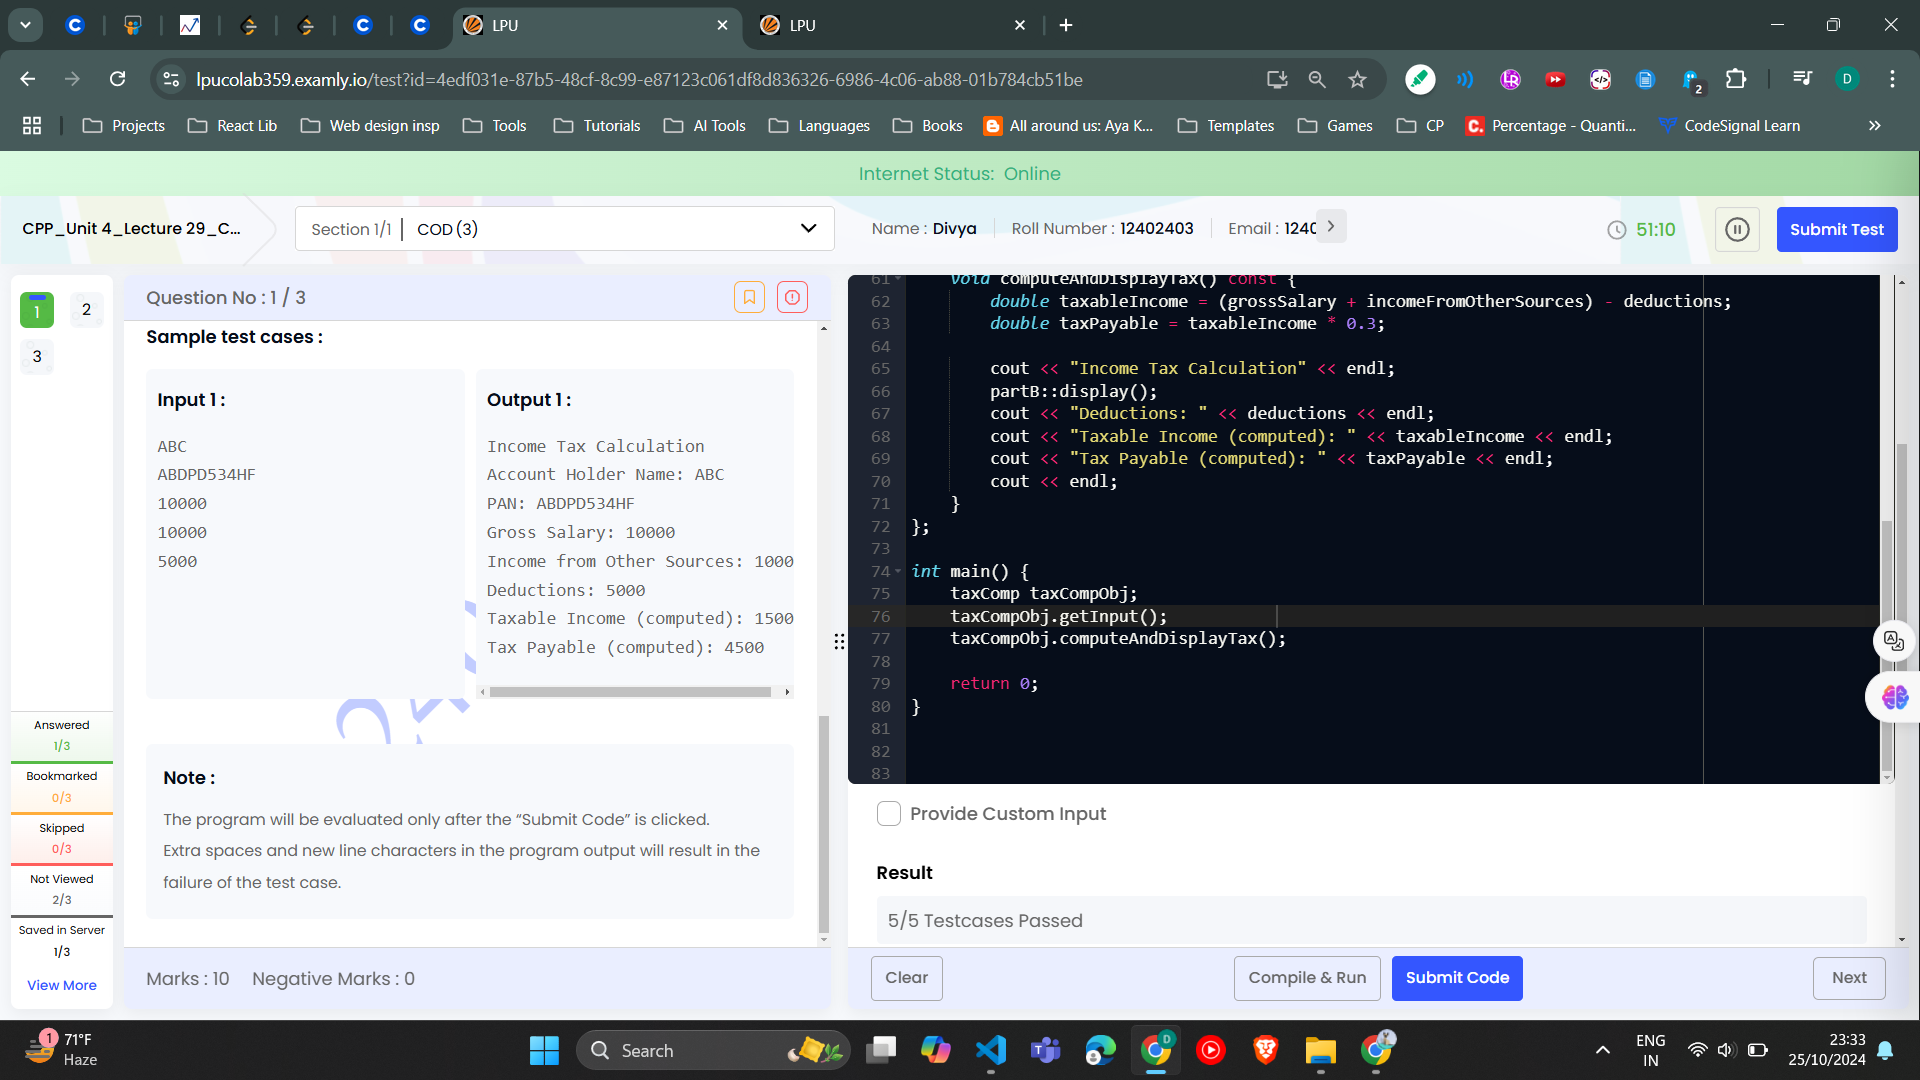 LPU
LPU
lpucolab359.examly.io/test?id=4edf031e-87b5-48cf-8c99-e87123c061df8d836326-6986-4c06-ab88-01b784cb51be
2
D
Projects
React Lib
Web design insp
Tools
Tutorials
AI Tools
Languages
Books
All around us: Aya K...
Templates
Games
CP
Percentage - Quanti...
CodeSignal Learn
Internet Status: Online
CPP_Unit 4_Lecture 29_C...
Section 1/1 | COD (3)
Name : Divya
Roll Number : 12402403
Email : 1240
51:10
Submit Test
1
2
3
Question No : 1 / 3
Sample test cases :
Input 1 :
ABC
ABDPD534HF
10000
10000
5000
Output 1 :
Income Tax Calculation
Account Holder Name: ABC
PAN: ABDPD534HF
Gross Salary: 10000
Income from Other Sources: 1000
Deductions: 5000
Taxable Income (computed): 1500
Tax Payable (computed): 4500
Note :
The program will be evaluated only after the “Submit Code” is clicked.
Extra spaces and new line characters in the program output will result in the
failure of the test case.
Answered
1/3
Bookmarked
0/3
Skipped
0/3
Not Viewed
2/3
Saved in Server
1/3
View More
Marks : 10
Negative Marks : 0
61 void computeAndDisplayTax() const {
62 double taxableIncome = (grossSalary + incomeFromOtherSources) - deductions;
63 double taxPayable = taxableIncome * 0.3;
64
65 cout << "Income Tax Calculation" << endl;
66 partB::display();
67 cout << "Deductions: " << deductions << endl;
68 cout << "Taxable Income (computed): " << taxableIncome << endl;
69 cout << "Tax Payable (computed): " << taxPayable << endl;
70 cout << endl;
71 }
72 };
73
74 int main() {
75 taxComp taxCompObj;
76 taxCompObj.getInput();
77 taxCompObj.computeAndDisplayTax();
78
79 return 0;
80 }
81
82
83
Provide Custom Input
Result
5/5 Testcases Passed
Clear
Compile & Run
Submit Code
Next
1
71°F
Haze
Search
D
ENG
IN
23:33
25/10/2024